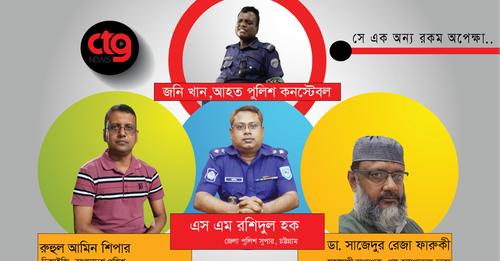 ctg
NEWS
সে এক অন্য রকম অপেক্ষা..
জনি খান,আহত পুলিশ কনস্টেবল
রুহুল আমিন শিপার
এস এম রশিদুল হক
জেলা পুলিশ সুপার, চট্টগ্রাম
ডা. সাজেদুর রেজা ফারুকী